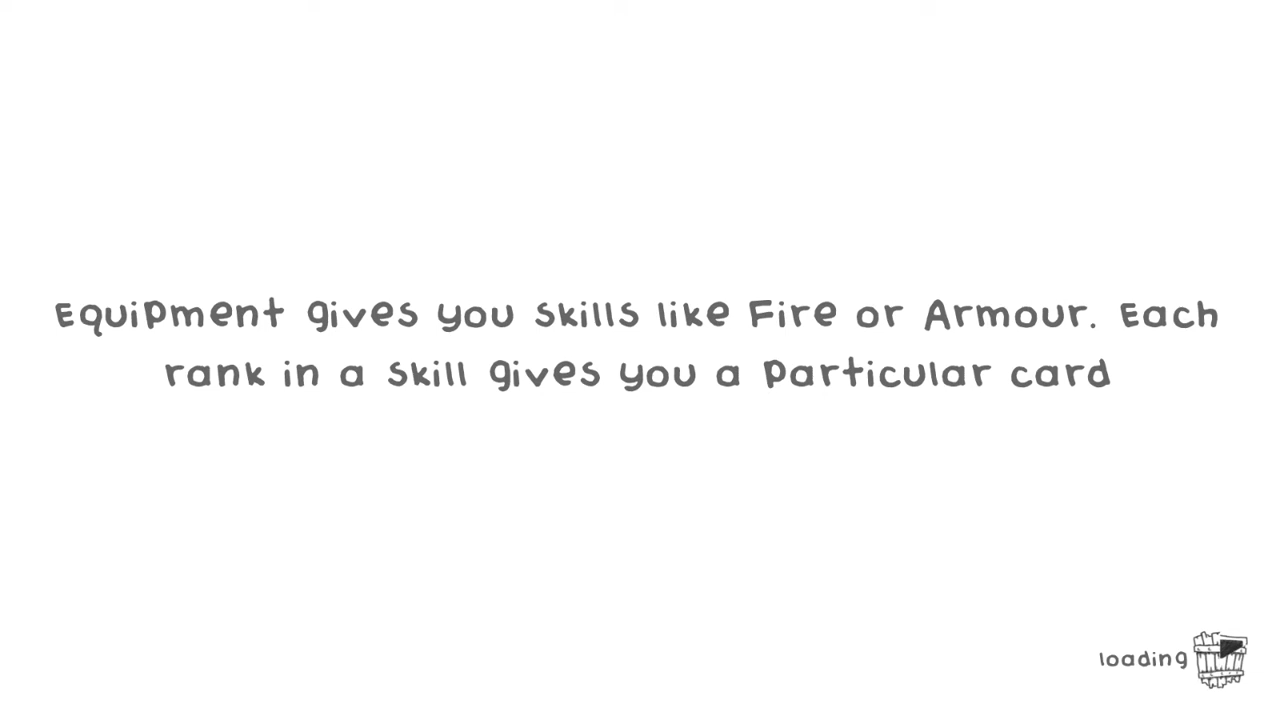 Equipment gives you skills like Fire or Armour. Each
rank in a skill gives you a particular card
loading